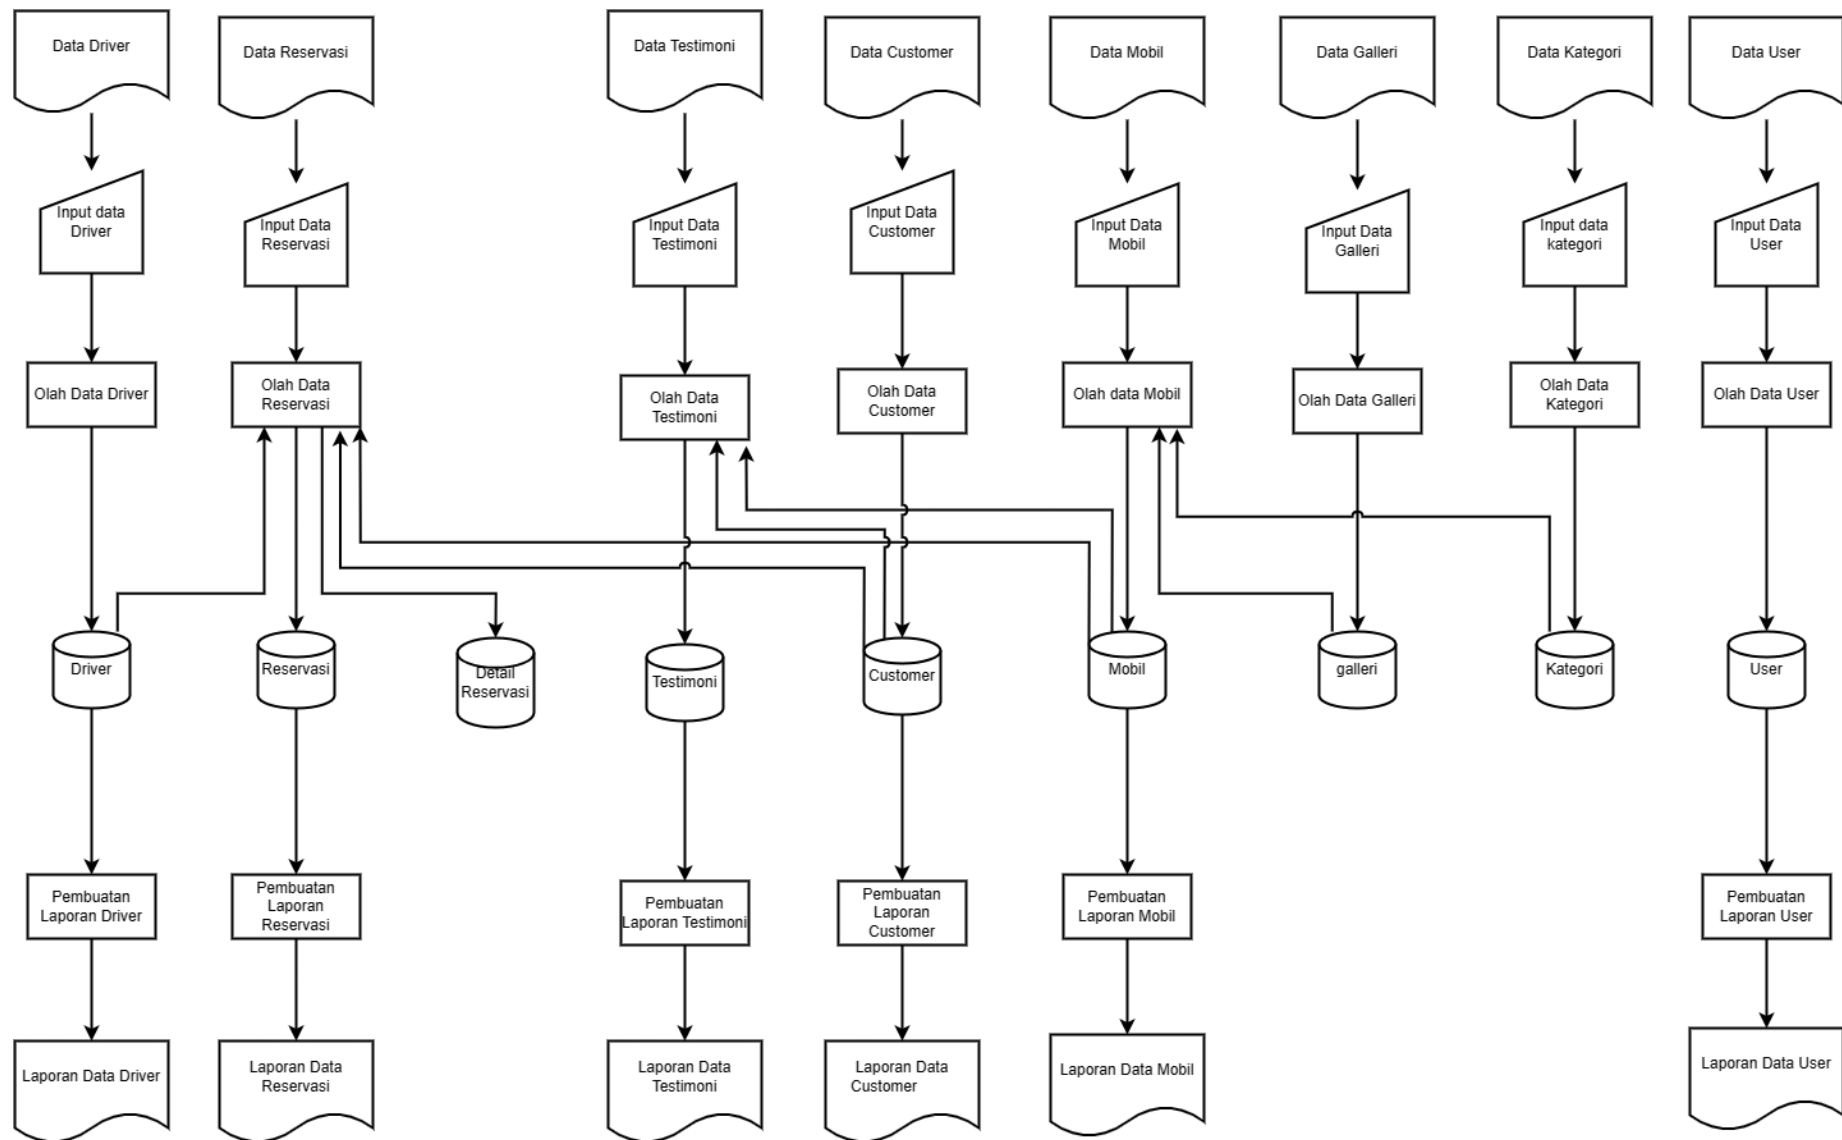 Data Driver
Data Reservasi
Data Testimoni
Data Customer
Data Mobil
Data Galleri
Data Kategori
Data User
Input data
Driver
Input Data
Reservasi
Input Data
Testimoni
Input Data
Customer
Input Data
Mobil
Input Data
Galleri
Input data
kategori
Input Data
User
Olah Data Driver
Olah Data
Reservasi
Olah Data
Testimoni
Olah Data
Customer
Olah data Mobil
Olah Data Galleri
Olah Data
Kategori
Olah Data User
Driver
Reservasi
Detail
Reservasi
Testimoni
Customer
Mobil
galleri
Kategori
User
Pembuatan
Laporan Driver
Pembuatan
Laporan
Reservasi
Pembuatan
Laporan Testimoni
Pembuatan
Laporan
Customer
Pembuatan
Laporan Mobil
Pembuatan
Laporan User
Laporan Data Driver
Laporan Data
Reservasi
Laporan Data
Testimoni
Laporan Data
Customer
Laporan Data Mobil
Laporan Data User